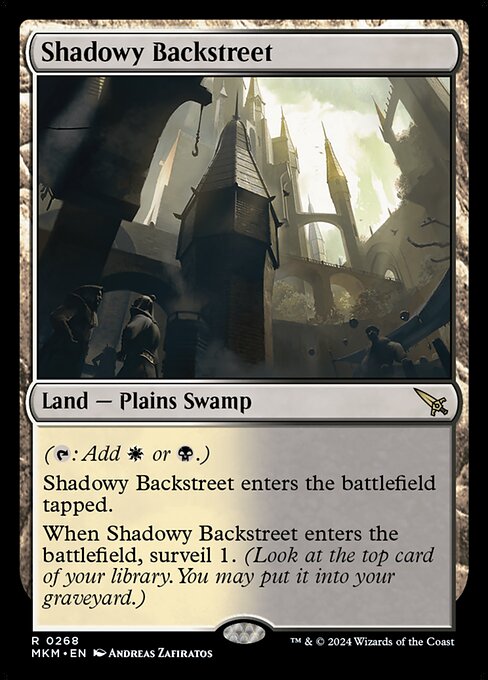 Shadowy Backstreet
Land — Plains Swamp
(: Add or .)
Shadowy Backstreet enters the battlefield
tapped.
When Shadowy Backstreet enters the
battlefield, surveil 1. (Look at the top card
of your library. You may put it into your
graveyard.)
R 0268
MKM • EN ANDREAS ZAFIRATOS
™ & © 2024 Wizards of the Coast